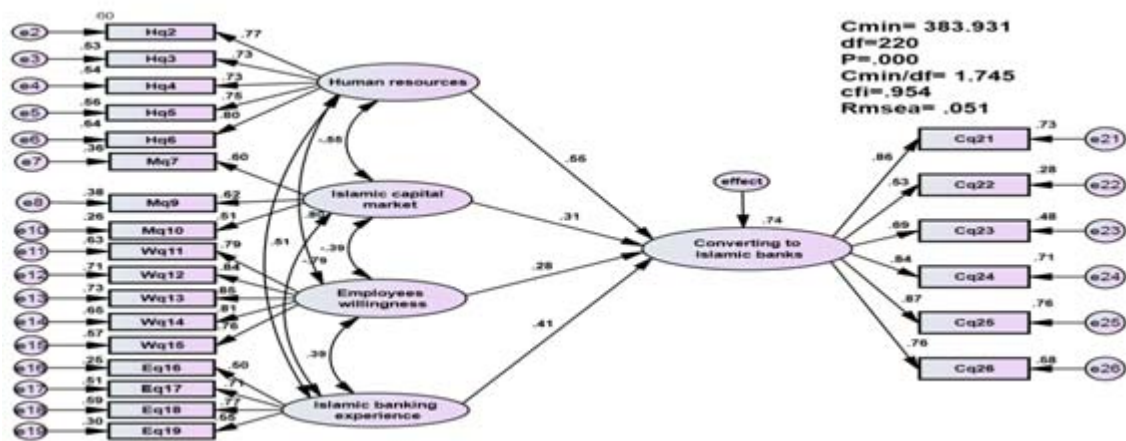 Cmin= 383.931
df=220
P=.000
Cmin/df= 1.745
cfi=.954
Rmsea= .051
.60
e2
Hq2
.77
.53
e3
Hq3
.73
.54
e4
Hq4
.73
.56
e5
Hq5
.75
.64
e6
Hq6
.80
.36
e7
Mq7
.60
.38
e8
Mq9
.62
.26
e10
Mq10
.51
.63
e11
Wq11
.79
.71
e12
Wq12
.84
.73
e13
Wq13
.85
.65
e14
Wq14
.81
.57
e15
Wq15
.76
.25
e16
Eq16
.50
.51
e17
Eq17
.71
.59
e18
Eq18
.77
.30
e19
Eq19
.55
Human resources
Islamic capital
market
Employees
willingness
Islamic banking
experience
-.55
-.39
.39
.51
-.79
.55
.31
.28
.41
effect
.74
Converting to
Islamic banks
.85
Cq21
.73
e21
.53
Cq22
.28
e22
.69
Cq23
.48
e23
.84
Cq24
.71
e24
.87
Cq25
.76
e25
.76
Cq26
.58
e26